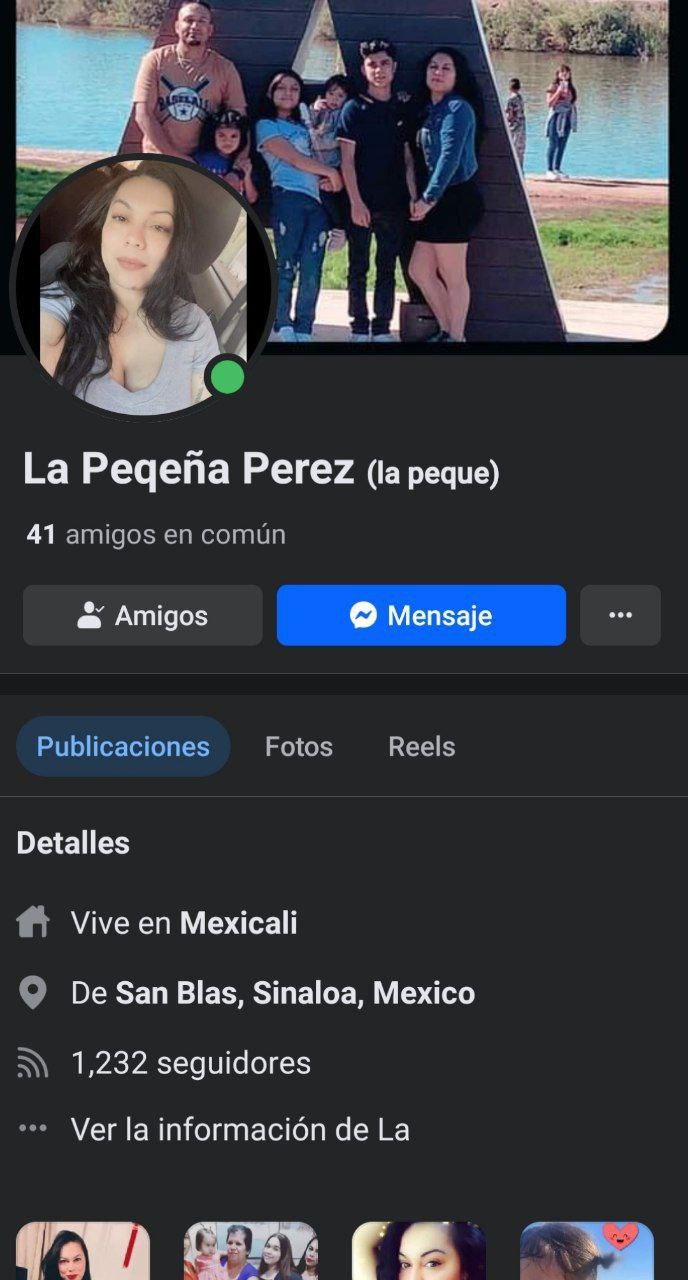 BASEBALL
La Peqeña Perez (la peque)
41 amigos en común
Amigos
Mensaje
Publicaciones
Fotos
Reels
Detalles
Vive en Mexicali
De San Blas, Sinaloa, Mexico
1,232 seguidores
Ver la información de La